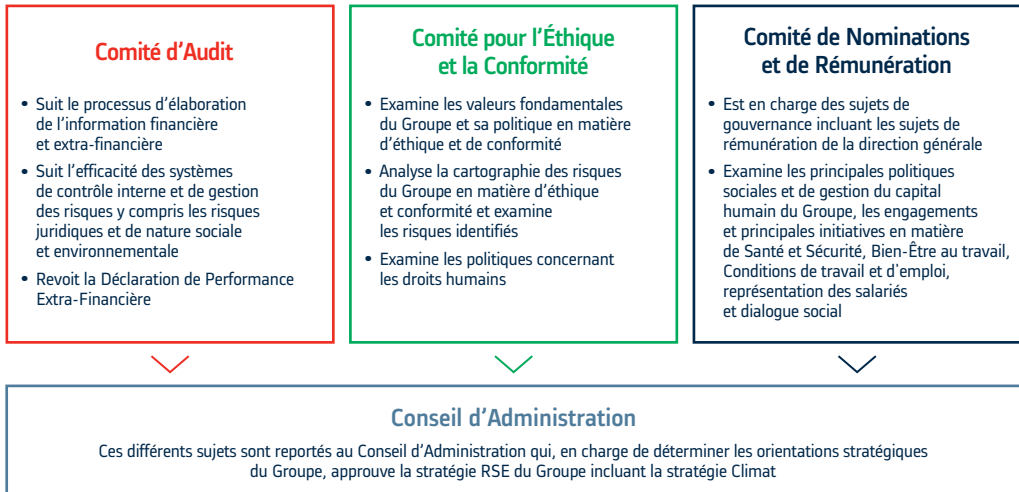 Comité d'Audit
• Suit le processus d'élaboration
de l'information financière
et extra-financière
• Suit l'efficacité des systèmes
de contrôle interne et de gestion
des risques y compris les risques
juridiques et de nature sociale
et environnementale
• Revoit la Déclaration de Performance
Extra-Financière
Comité pour l'Éthique
et la Conformité
• Examine les valeurs fondamentales
du Groupe et sa politique en matière
d'éthique et de conformité
• Analyse la cartographie des risques
du Groupe en matière d'éthique
et conformité et examine
les risques identifiés
• Examine les politiques concernant
les droits humains
Comité de Nominations
et de Rémunération
• Est en charge des sujets de
gouvernance incluant les sujets de
rémunération de la direction générale
• Examine les principales politiques
sociales et de gestion du capital
humain du Groupe, les engagements
et principales initiatives en matière
de Santé et Sécurité, Bien-Être au travail,
Conditions de travail et d'emploi,
représentation des salariés
et dialogue social
Conseil d'Administration
Ces différents sujets sont reportés au Conseil d'Administration qui, en charge de déterminer les orientations stratégiques
du Groupe, approuve la stratégie RSE du Groupe incluant la stratégie Climat